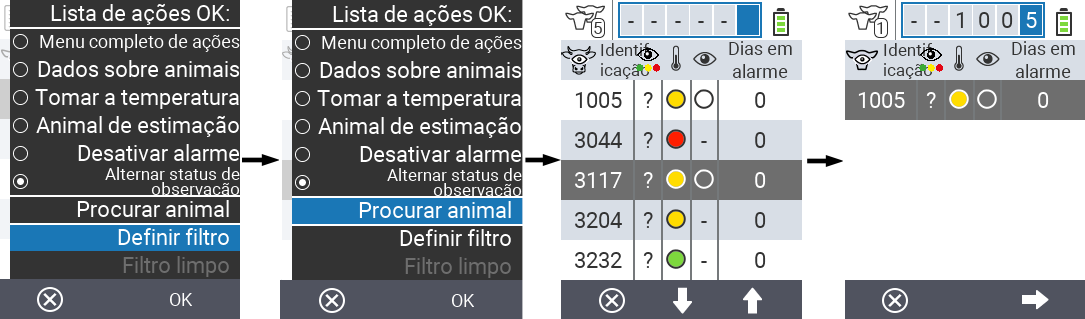 Lista de ações OK:
Menu completo de ações
Dados sobre animais
Tomar a temperatura
Animal de estimação
Desativar alarme
Alternar status de
observação
Procurar animal
Definir filtro
Filtro limpo
OK
Lista de ações OK:
Menu completo de ações
Dados sobre animais
Tomar a temperatura
Animal de estimação
Desativar alarme
Alternar status de
observação
Procurar animal
Definir filtro
Filtro limpo
OK
5 - - - - -
Identif
icação
Dias em
alarme
1005 ? 0
3044 ? - 0
3117 ? 0
3204 ? - 0
3232 ? - 0
1 - - 1 0 0 5
Identif
icação
Dias em
alarme
1005 ? 0